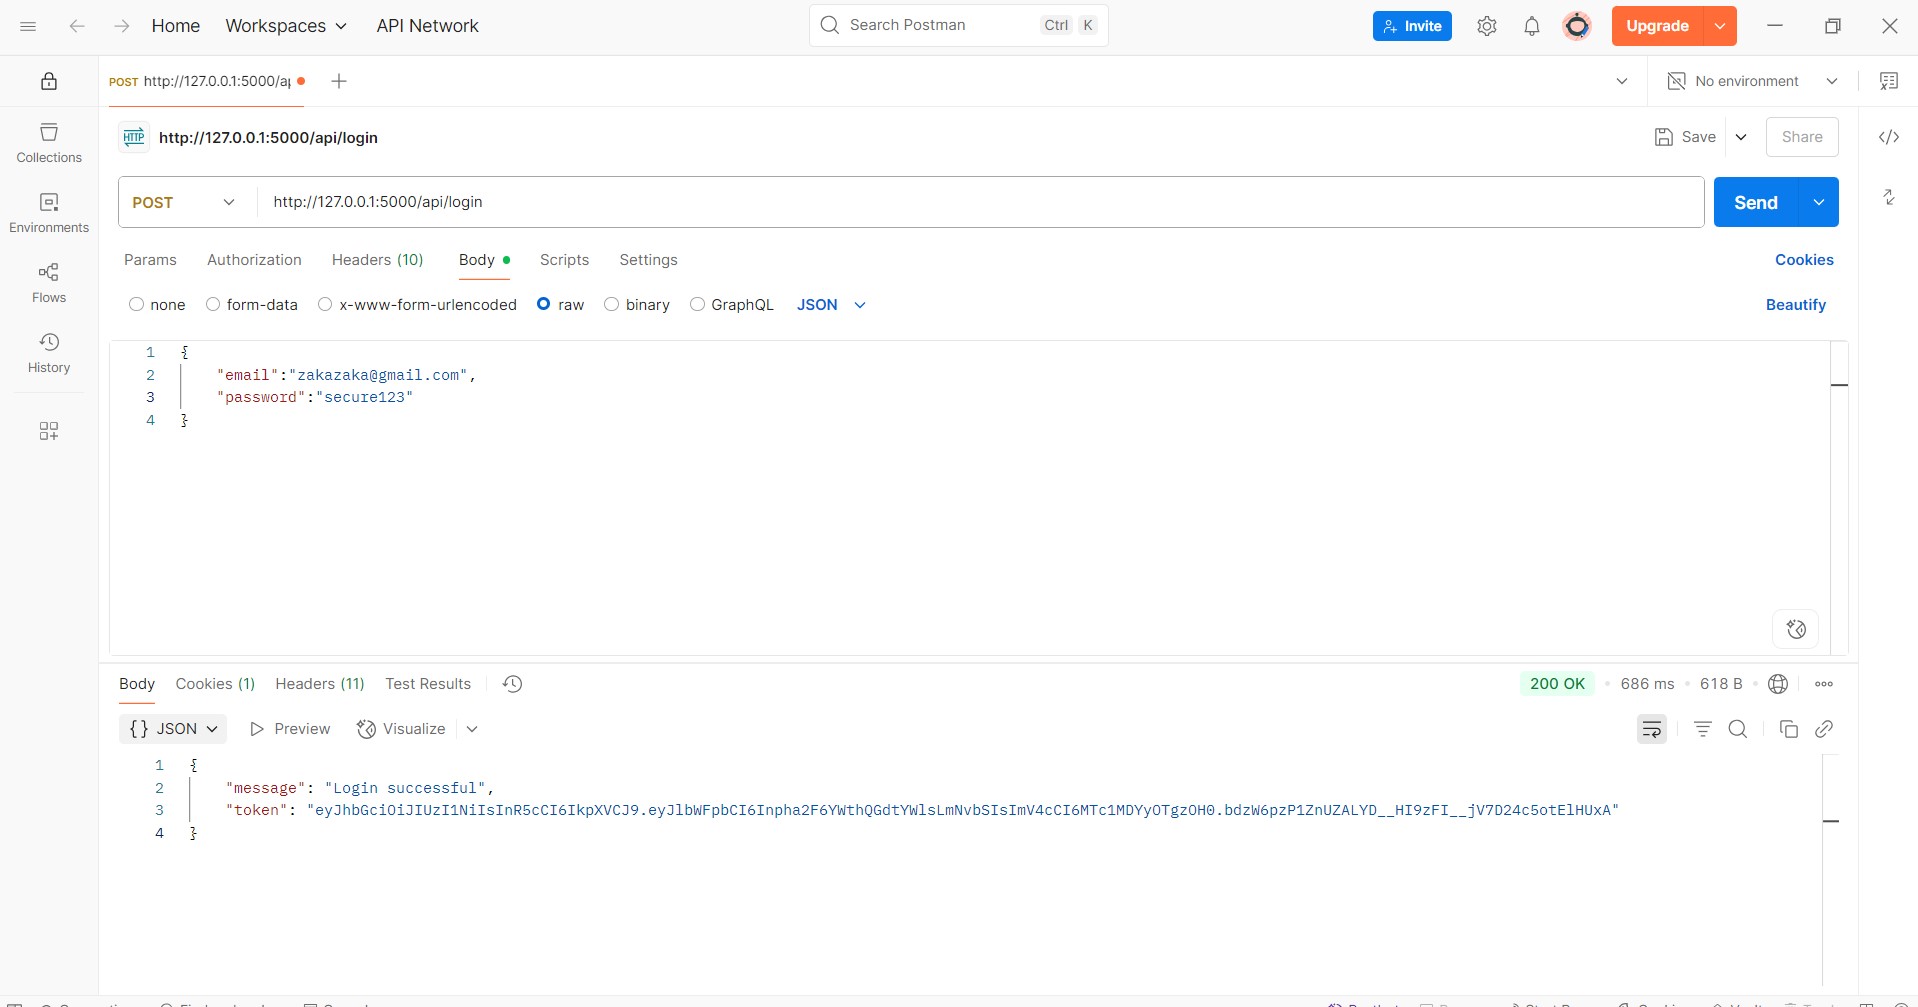 Home Workspaces API Network Search Postman Ctrl K Invite Upgrade
POST http://127.0.0.1:5000/ap No environment
HTTP http://127.0.0.1:5000/api/login Save Share
Collections
POST http://127.0.0.1:5000/api/login Send
Environments
Params Authorization Headers (10) Body Scripts Settings Cookies
Flows
none form-data x-www-form-urlencoded raw binary GraphQL JSON Beautify
History
1 {
2 "email":"zakazaka@gmail.com",
3 "password":"secure123"
4 }
Body Cookies (1) Headers (11) Test Results 200 OK 686 ms 618 B
{} JSON Preview Visualize
1 {
2 "message": "Login successful",
3 "token": "eyJhbGciOiJIUzI1NiIsInR5cCI6IkpXVCJ9.eyJlbWFpbCI6Inpha2F6YWthQGdtYWlsLmNvbSIsImV4cCI6MTc1MDYyOTgzOH0.bdzW6pzP1ZnUZALYD__HI9zFI__jV7D24c5otElHUxA"
4 }